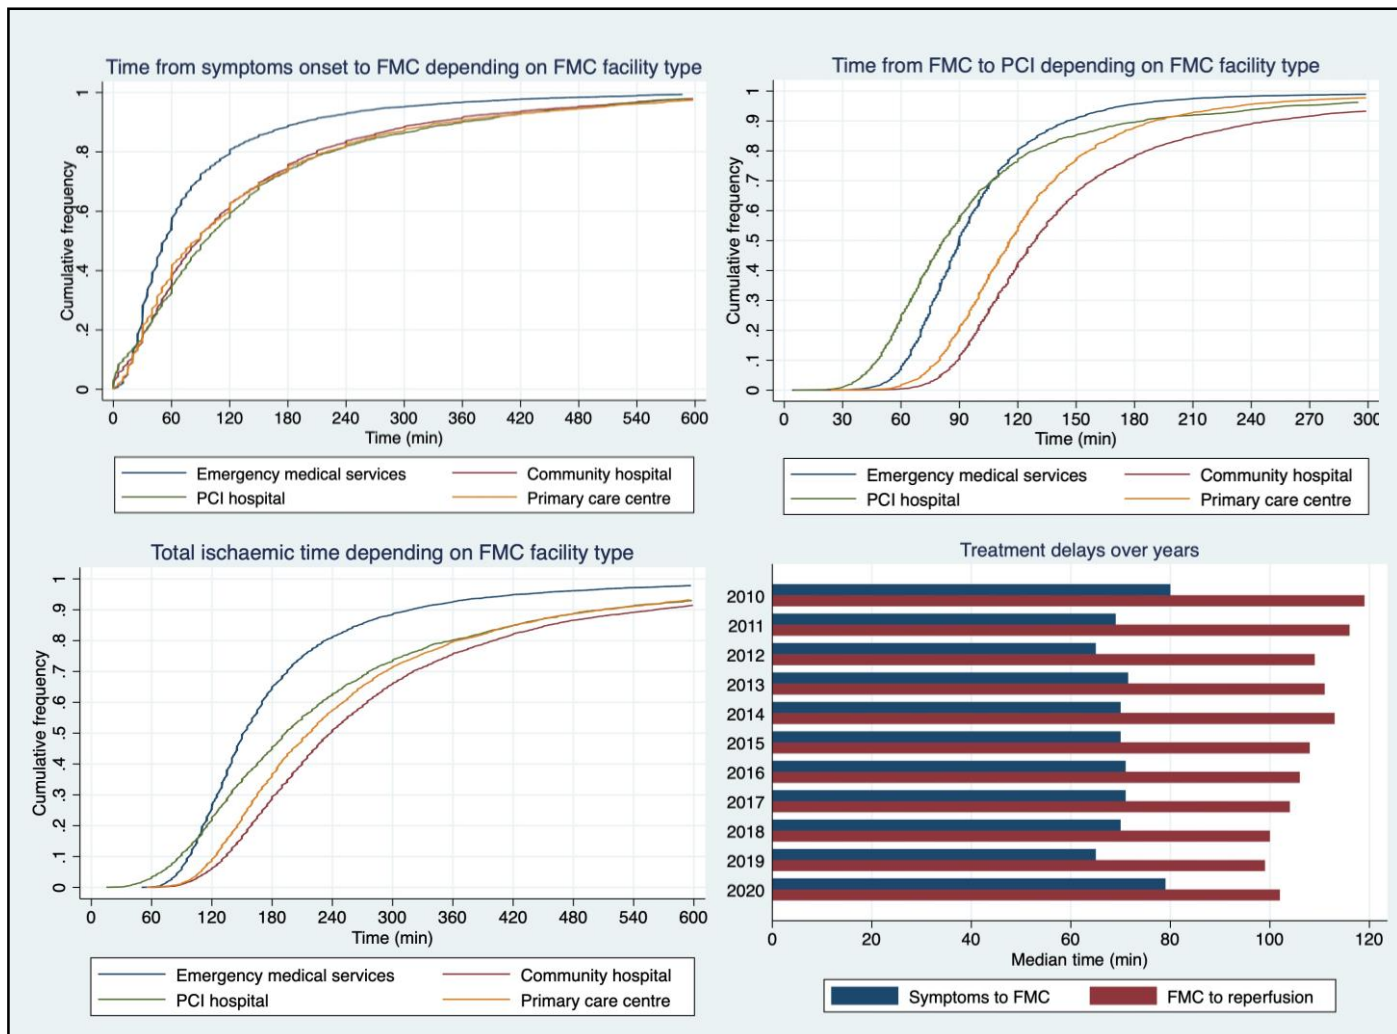 Time from symptoms onset to FMC depending on FMC facility type
Cumulative frequency
1
.8
.6
.4
.2
0
0 60 120 180 240 300 360 420 480 540 600
Time (min)
Emergency medical services Community hospital
PCI hospital Primary care centre
Time from FMC to PCI depending on FMC facility type
Cumulative frequency
1
.9
.8
.7
.6
.5
.4
.3
.2
.1
0
0 30 60 90 120 150 180 210 240 270 300
Time (min)
Emergency medical services Community hospital
PCI hospital Primary care centre
Total ischaemic time depending on FMC facility type
Cumulative frequency
1
.9
.8
.7
.6
.5
.4
.3
.2
.1
0
0 60 120 180 240 300 360 420 480 540 600
Time (min)
Emergency medical services Community hospital
PCI hospital Primary care centre
Treatment delays over years
2010
2011
2012
2013
2014
2015
2016
2017
2018
2019
2020
0 20 40 60 80 100 120
Median time (min)
Symptoms to FMC FMC to reperfusion